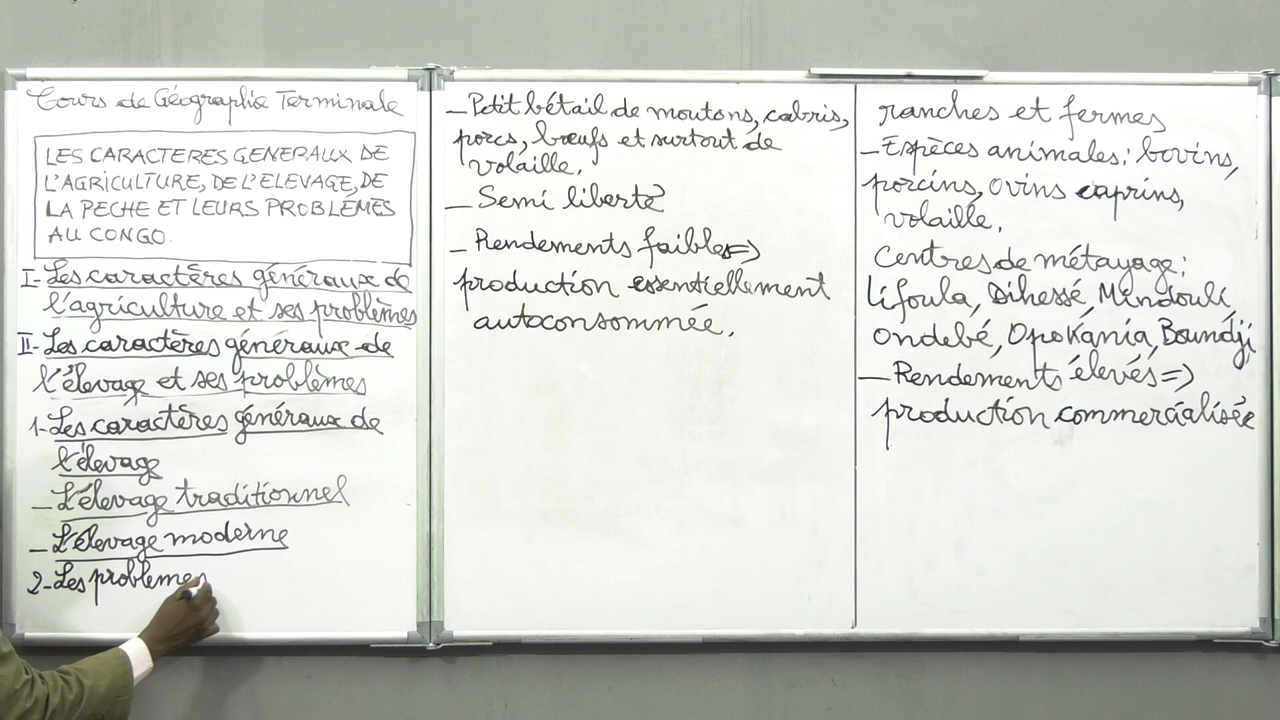 Cours de Géographie Terminale
LES CARACTERES GENERAUX DE
L'AGRICULTURE, DE L'ELEVAGE, DE
LA PECHE ET LEURS PROBLÈMES
AU CONGO.
I- Les caractères généraux de
l'agriculture et ses problèmes
II- Les caractères généraux de
l'élevage et ses problèmes
1- Les caractères généraux de
l'élevage
- L'élevage traditionnel
- L'élevage moderne
2- Les problemes
- Petit bétail de moutons, cabris,
porcs, bœufs et surtout de
volaille.
- Semi liberté
- Rendements faibles =>
production essentiellement
autoconsommée.
ranches et fermes
- Espèces animales: bovins,
porcins, ovins caprins,
volaille.
Centres de métayage:
Lifoula, Dihessé, Mindouli,
Ondebé, Opokania, Boundji
- Rendements élevés =>
production commercialisée